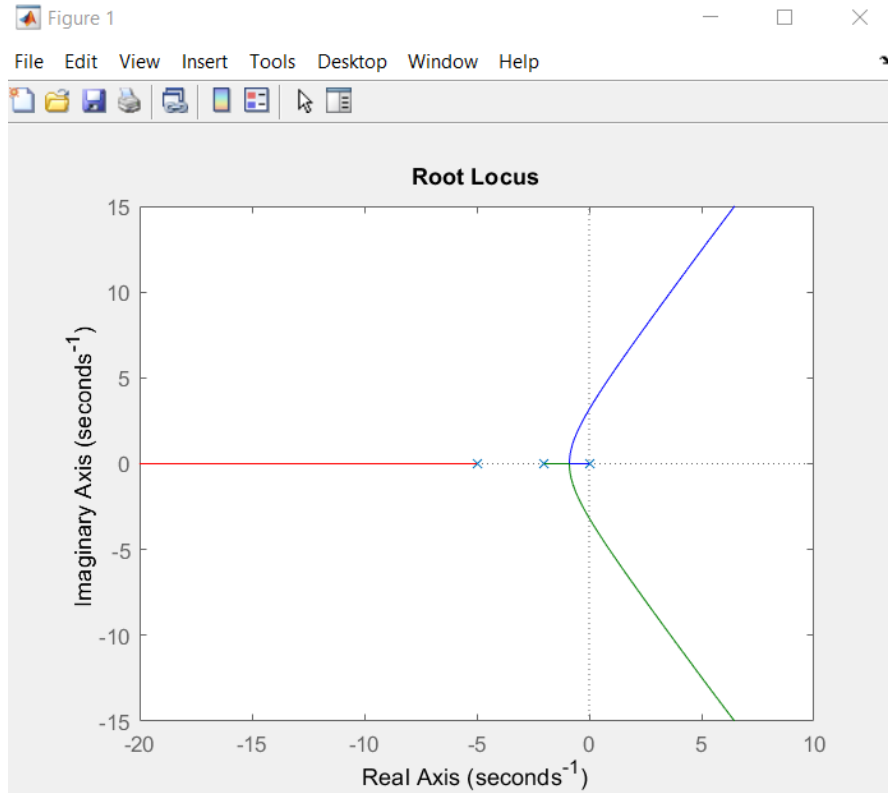 Figure 1
File Edit View Insert Tools Desktop Window Help
Root Locus
15
10
5
0
-5
-10
-15
Imaginary Axis (seconds⁻¹)
-20 -15 -10 -5 0 5 10
Real Axis (seconds⁻¹)